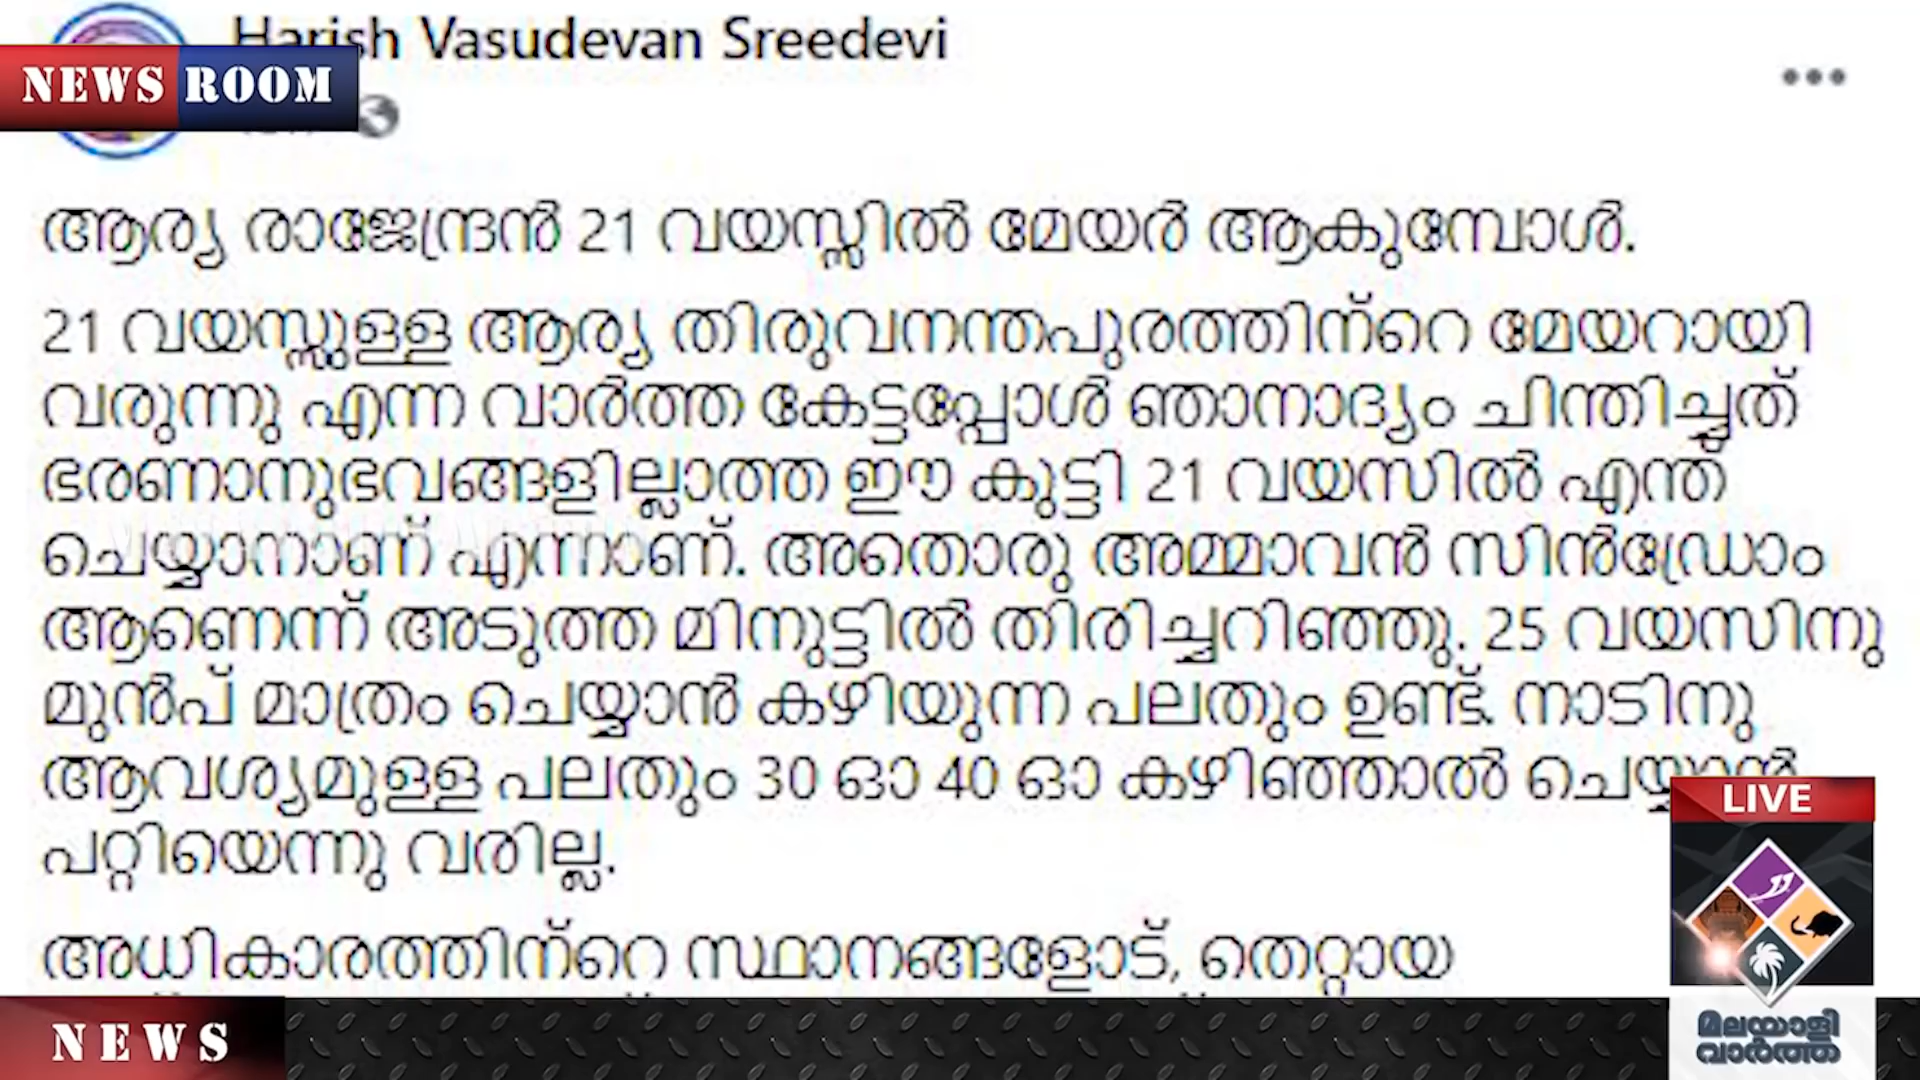 Harish Vasudevan Sreedevi
NEWS ROOM
ആര്യ രാജേന്ദ്രൻ 21 വയസ്സിൽ മേയർ ആകുമ്പോൾ.
21 വയസ്സുള്ള ആര്യ തിരുവനന്തപുരത്തിന്റെ മേയറായി
വരുന്നു എന്ന വാർത്ത കേട്ടപ്പോൾ ഞാനാദ്യം ചിന്തിച്ചത്
ഭരണാനുഭവങ്ങളില്ലാത്ത ഈ കുട്ടി 21 വയസിൽ എന്ത്
ചെയ്യാനാണ് എന്നാണ്. അതൊരു അമ്മാവൻ സിൻഡ്രോം
ആണെന്ന് അടുത്ത മിനുട്ടിൽ തിരിച്ചറിഞ്ഞു. 25 വയസിനു
മുൻപ് മാത്രം ചെയ്യാൻ കഴിയുന്ന പലതും ഉണ്ട്. നാടിനു
ആവശ്യമുള്ള പലതും 30 ഓ 40 ഓ കഴിഞ്ഞാൽ ചെയ്യാൻ
പറ്റിയെന്നു വരില്ല.
അധികാരത്തിന്റെ സ്ഥാനങ്ങളോട്, തെറ്റായ
LIVE
NEWS
മലയാളി
വാർത്ത